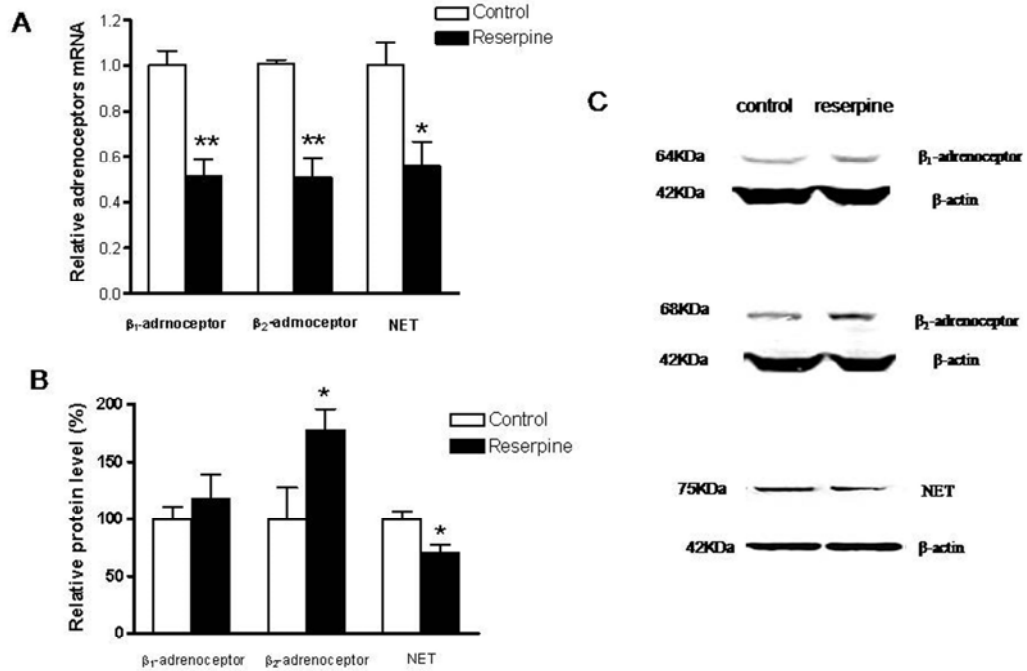 A
Relative adrenoceptors mRNA
1.2
1.0
0.8
0.6
0.4
0.2
0.0
Control
Reserpine
**
**
*
β₁-adrnoceptor
β₂-admoceptor
NET
B
Relative protein level (%)
200
150
100
50
0
Control
Reserpine
*
*
β₁-adrenoceptor
β₂-adrenoceptor
NET
C
control reserpine
64KDa β₁-adrenoceptor
42KDa β-actin
68KDa β₂-adrenoceptor
42KDa β-actin
75KDa NET
42KDa β-actin